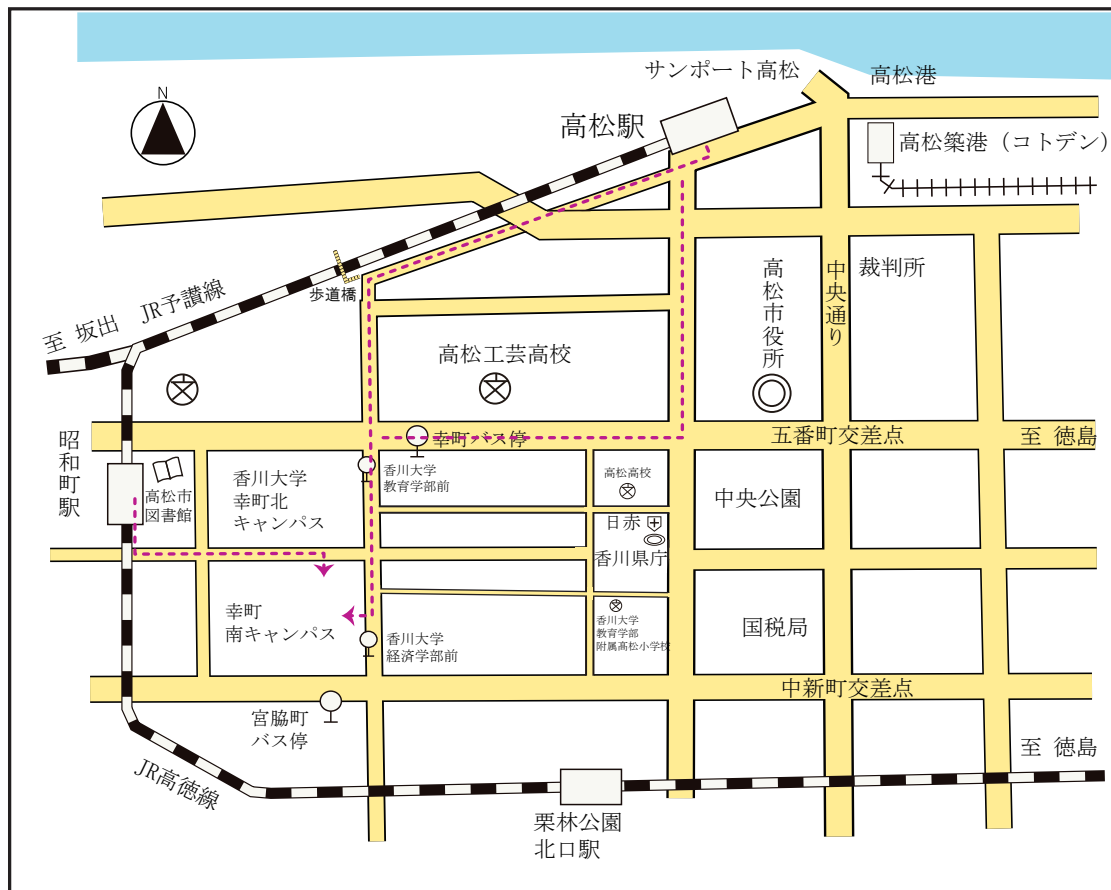 サンポート高松
高松港
N
高松駅
高松築港（コトデン）
歩道橋
至 坂出
JR予讃線
高松市役所
中央通り
裁判所
高松工芸高校
昭和町駅
高松市
図書館
香川大学
幸町北
キャンパス
幸町バス停
香川大学
教育学部前
五番町交差点
至 徳島
高松高校
日赤
香川県庁
中央公園
幸町
南キャンパス
香川大学
経済学部前
香川大学
教育学部
附属高松小学校
国税局
中新町交差点
宮脇町
バス停
JR高徳線
至 徳島
栗林公園
北口駅